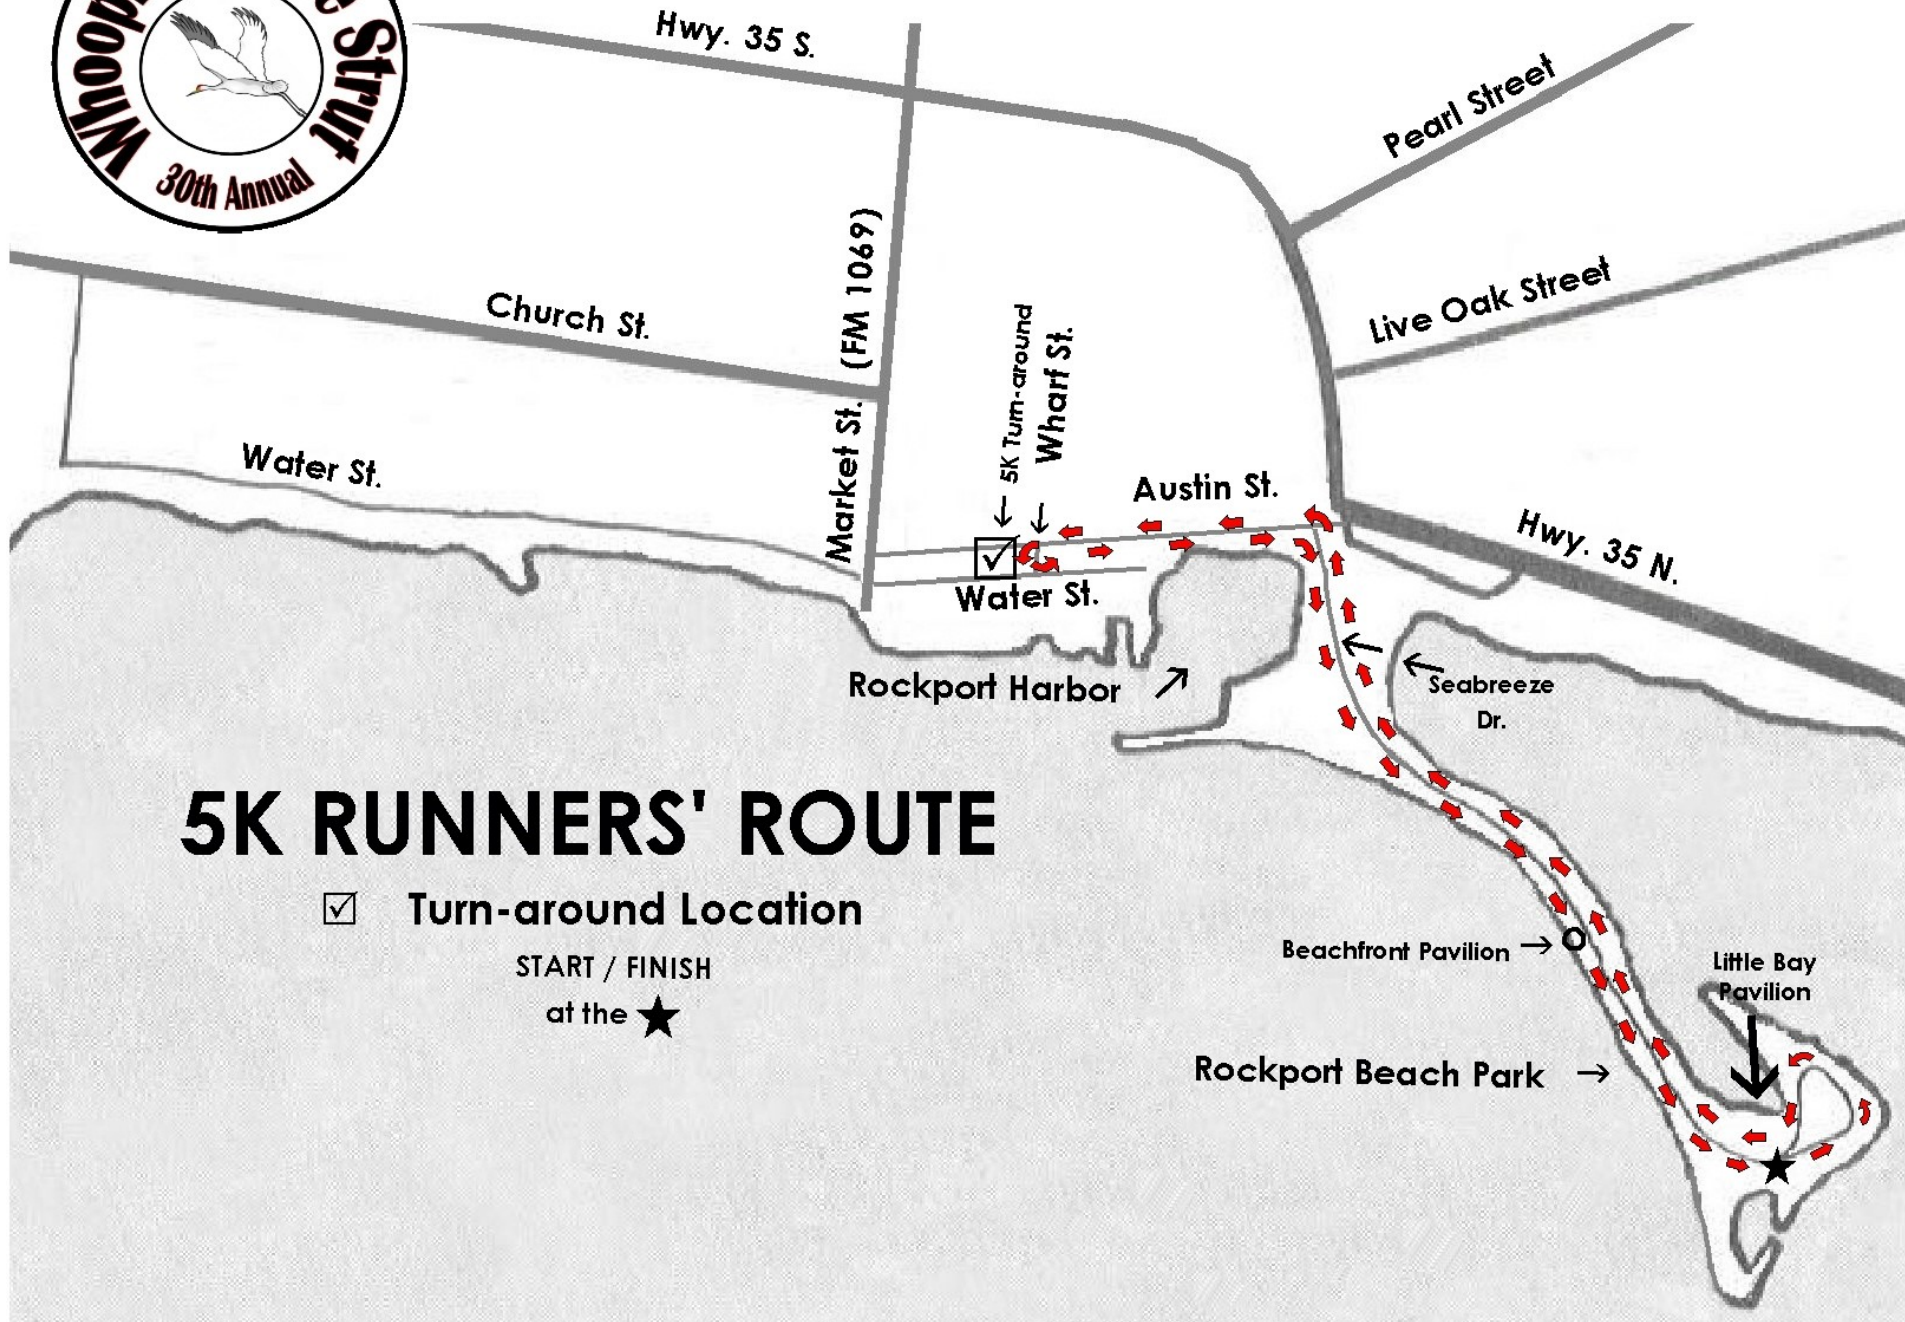 Strut
30th Annual
Hwy. 35 S.
Pearl Street
Live Oak Street
Church St.
Market St. (FM 1069)
5K Turn-around
Wharf St.
Water St.
Austin St.
Hwy. 35 N.
Water St.
Rockport Harbor
Seabreeze
Dr.
5K RUNNERS' ROUTE
Turn-around Location
START / FINISH
at the
Beachfront Pavilion
Little Bay
Pavilion
Rockport Beach Park